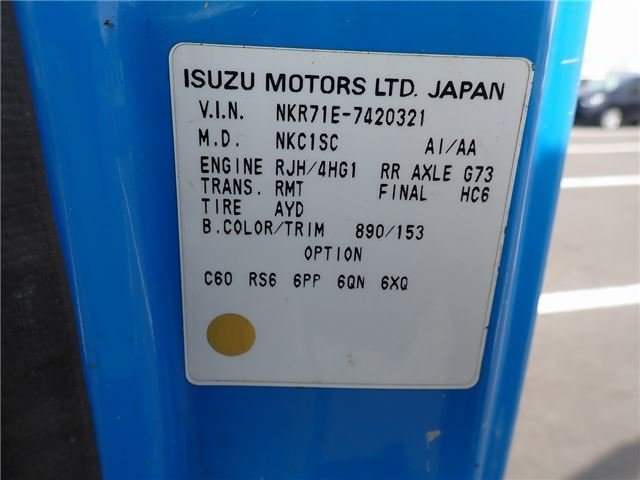 ISUZU MOTORS LTD. JAPAN
V.I.N. NKR71E-7420321
M.D. NKC1SC AI/AA
ENGINE RJH/4HG1 RR AXLE G73
TRANS. RMT FINAL HC6
TIRE AYD
B.COLOR/TRIM 890/153
OPTION
C60 RS6 6PP 6QN 6XQ